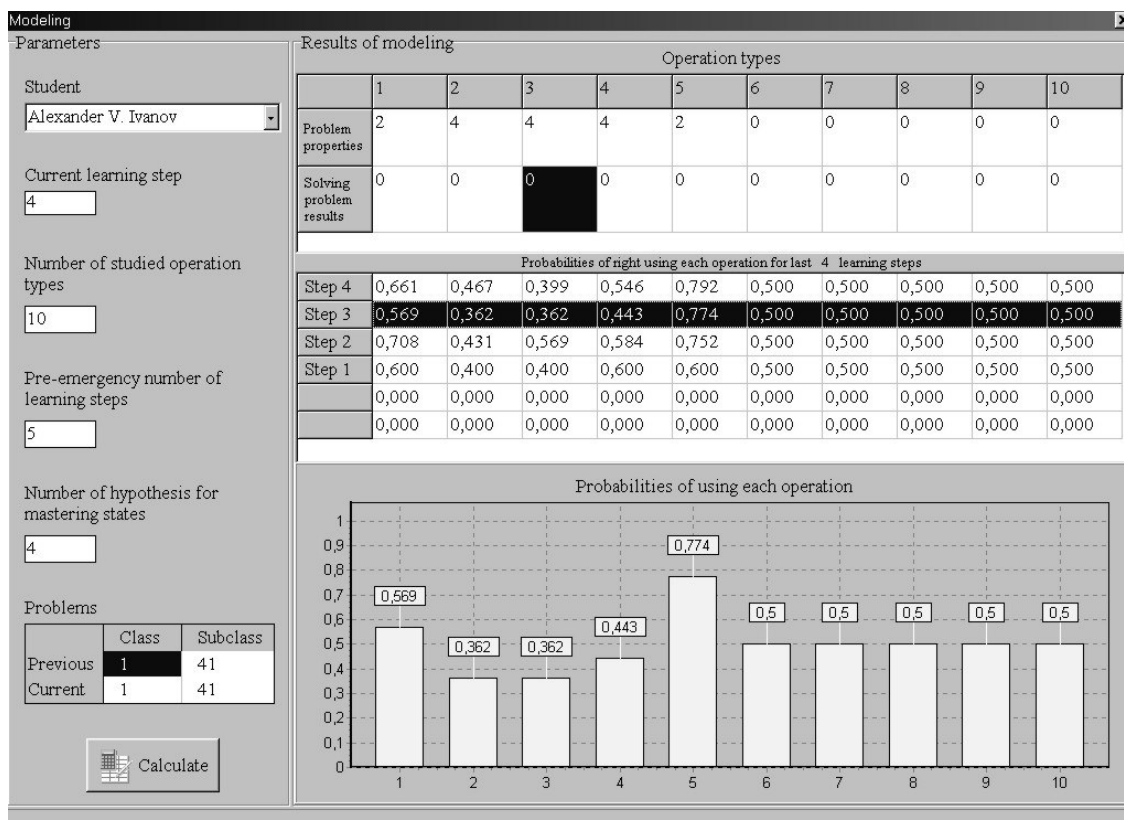 Modeling
Parameters
Student
Alexander V. Ivanov
Current learning step
4
Number of studied operation
types
10
Pre-emergency number of
learning steps
5
Number of hypothesis for
mastering states
4
Problems
Class Subclass
Previous 1 41
Current 1 41
Calculate
Results of modeling
Operation types
1 2 3 4 5 6 7 8 9 10
Problem
properties
2 4 4 4 2 0 0 0 0 0
Solving
problem
results
0 0 0 0 0 0 0 0 0 0
Probabilities of right using each operation for last 4 learning steps
Step 4 0,661 0,467 0,399 0,546 0,792 0,500 0,500 0,500 0,500 0,500
Step 3 0,569 0,362 0,362 0,443 0,774 0,500 0,500 0,500 0,500 0,500
Step 2 0,708 0,431 0,569 0,584 0,752 0,500 0,500 0,500 0,500 0,500
Step 1 0,600 0,400 0,400 0,600 0,600 0,500 0,500 0,500 0,500 0,500
0,000 0,000 0,000 0,000 0,000 0,000 0,000 0,000 0,000 0,000
0,000 0,000 0,000 0,000 0,000 0,000 0,000 0,000 0,000 0,000
Probabilities of using each operation
1
0,9
0,8
0,7
0,6
0,5
0,4
0,3
0,2
0,1
0
0,569 0,362 0,362 0,443 0,774 0,5 0,5 0,5 0,5 0,5
1 2 3 4 5 6 7 8 9 10